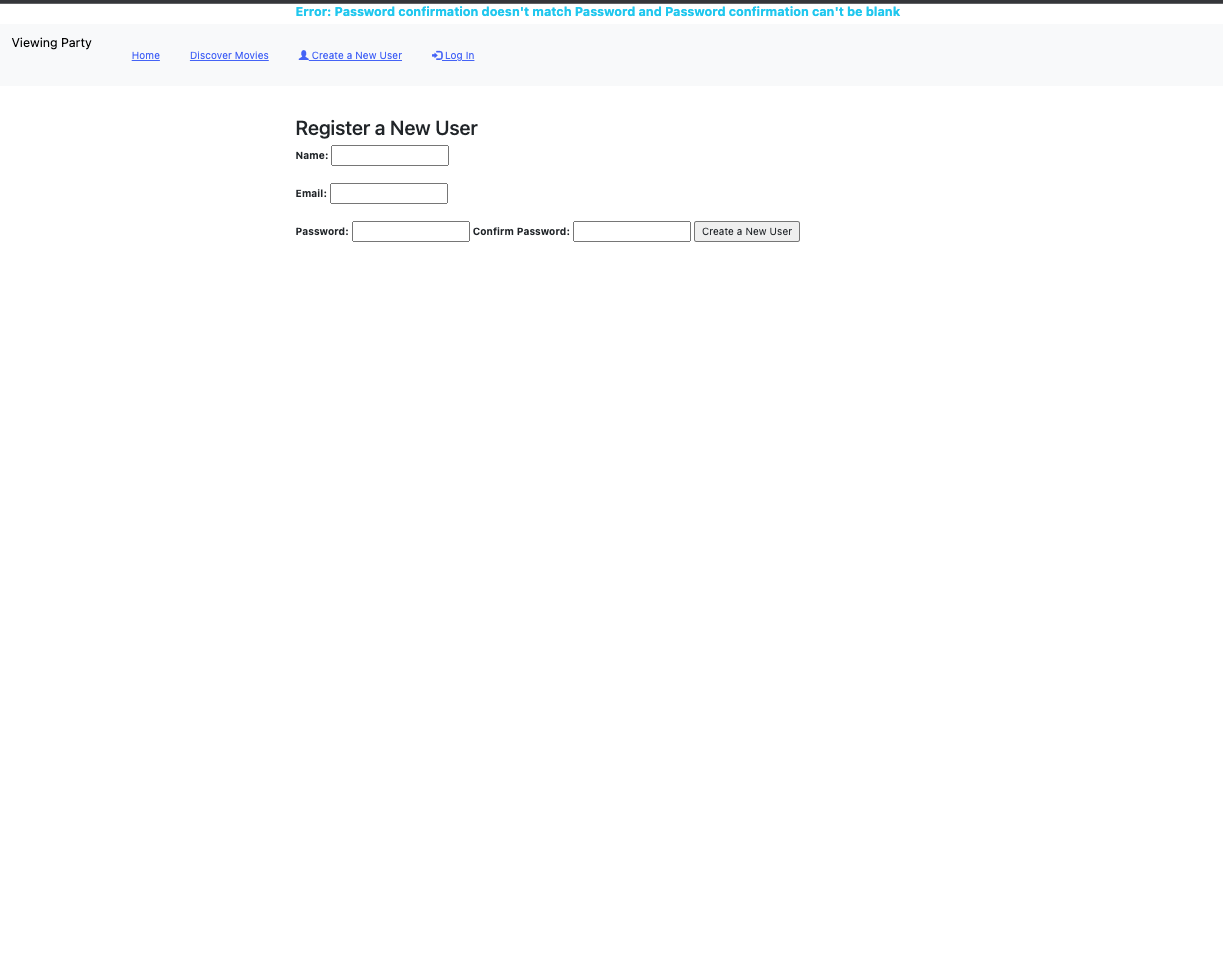 Error: Password confirmation doesn't match Password and Password confirmation can't be blank
Viewing Party
Home Discover Movies Create a New User Log In
Register a New User
Name:
Email:
Password: Confirm Password: Create a New User